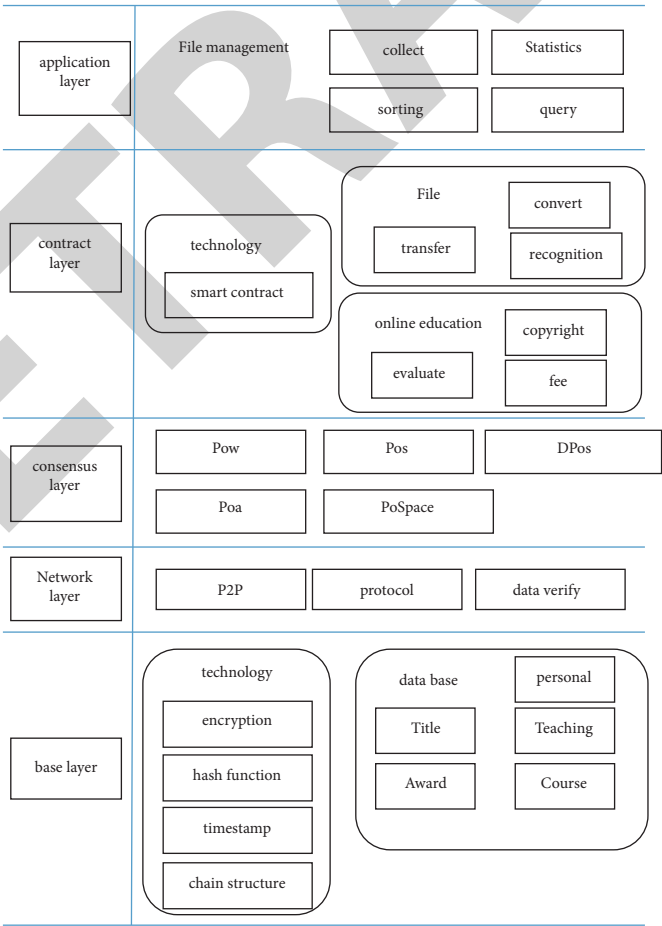 application
layer
File management
collect
Statistics
sorting
query
contract
layer
technology
smart contract
File
convert
transfer
recognition
online education
copyright
evaluate
fee
consensus
layer
Pow
Pos
DPos
Poa
PoSpace
Network
layer
P2P
protocol
data verify
base layer
technology
encryption
hash function
timestamp
chain structure
data base
personal
Title
Teaching
Award
Course